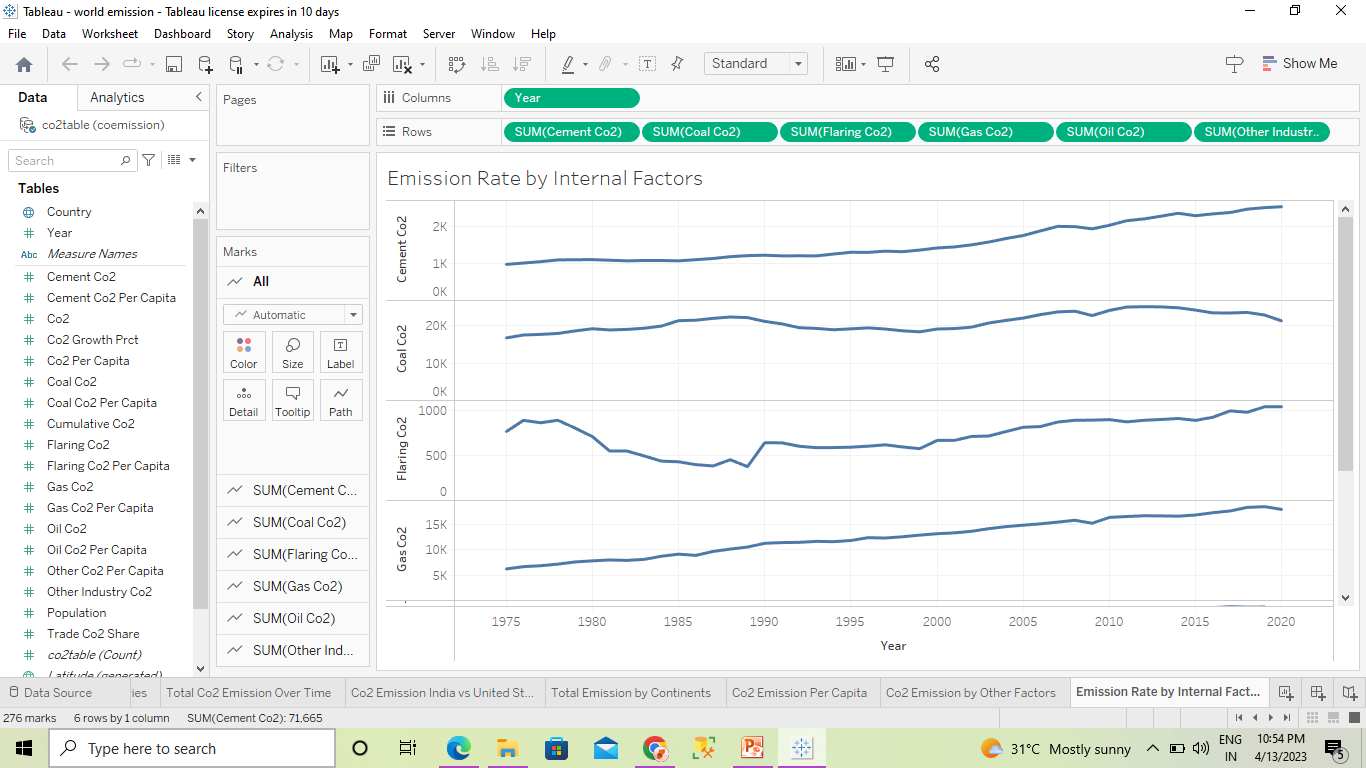 Tableau - world emission - Tableau license expires in 10 days
File Data Worksheet Dashboard Story Analysis Map Format Server Window Help
Standard
Show Me
Data Analytics
co2table (coemission)
Search
Tables
Country
Year
Abc Measure Names
Cement Co2
Cement Co2 Per Capita
Co2
Co2 Growth Prct
Co2 Per Capita
Coal Co2
Coal Co2 Per Capita
Cumulative Co2
Flaring Co2
Flaring Co2 Per Capita
Gas Co2
Gas Co2 Per Capita
Oil Co2
Oil Co2 Per Capita
Other Co2 Per Capita
Other Industry Co2
Population
Trade Co2 Share
co2table (Count)
Latitude (generated)
Pages
Filters
Marks
All
Automatic
Color Size Label
Detail Tooltip Path
SUM(Cement C...
SUM(Coal Co2)
SUM(Flaring Co...
SUM(Gas Co2)
SUM(Oil Co2)
SUM(Other Ind...
Columns Year
Rows SUM(Cement Co2) SUM(Coal Co2) SUM(Flaring Co2) SUM(Gas Co2) SUM(Oil Co2) SUM(Other Industr..
Emission Rate by Internal Factors
Cement Co2
2K
1K
0K
Coal Co2
20K
10K
0K
Flaring Co2
1000
500
0
Gas Co2
15K
10K
5K
1975 1980 1985 1990 1995 2000 2005 2010 2015 2020
Year
Data Source ies Total Co2 Emission Over Time Co2 Emission India vs United St... Total Emission by Continents Co2 Emission Per Capita Co2 Emission by Other Factors Emission Rate by Internal Fact...
276 marks 6 rows by 1 column SUM(Cement Co2): 71.665
Type here to search
31°C Mostly sunny
ENG
IN
10:54 PM
4/13/2023
5